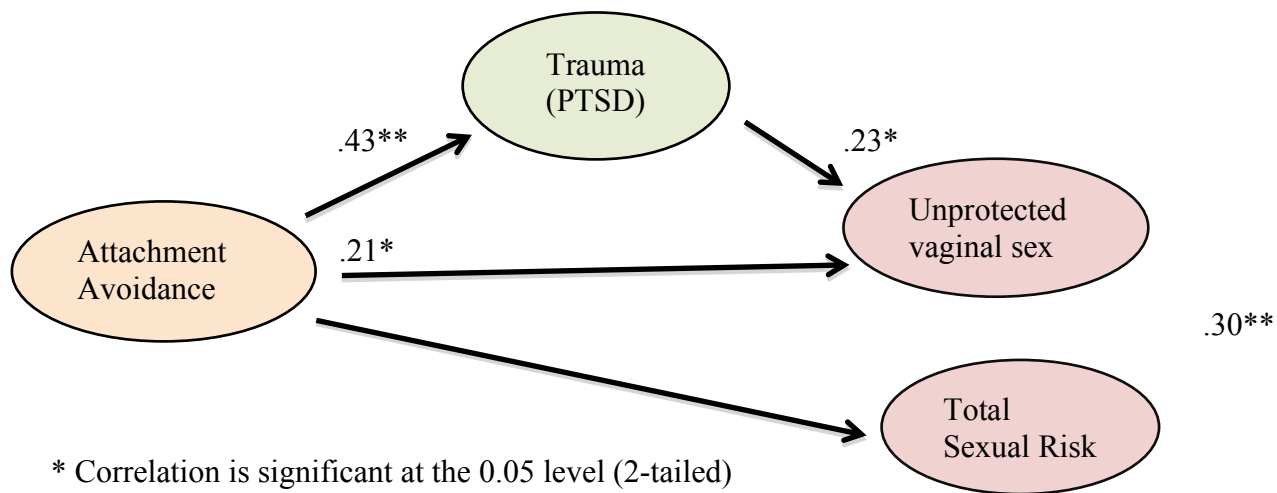 Trauma
(PTSD)
.43**
.23*
Attachment
Avoidance
.21*
Unprotected
vaginal sex
.30**
Total
Sexual Risk
* Correlation is significant at the 0.05 level (2-tailed)